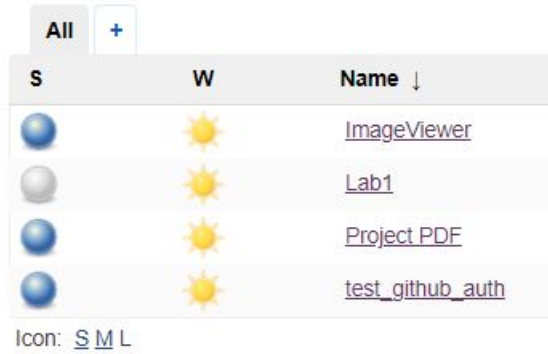 All +
S W Name ↓
ImageViewer
Lab1
Project PDF
test_github_auth
Icon: S M L